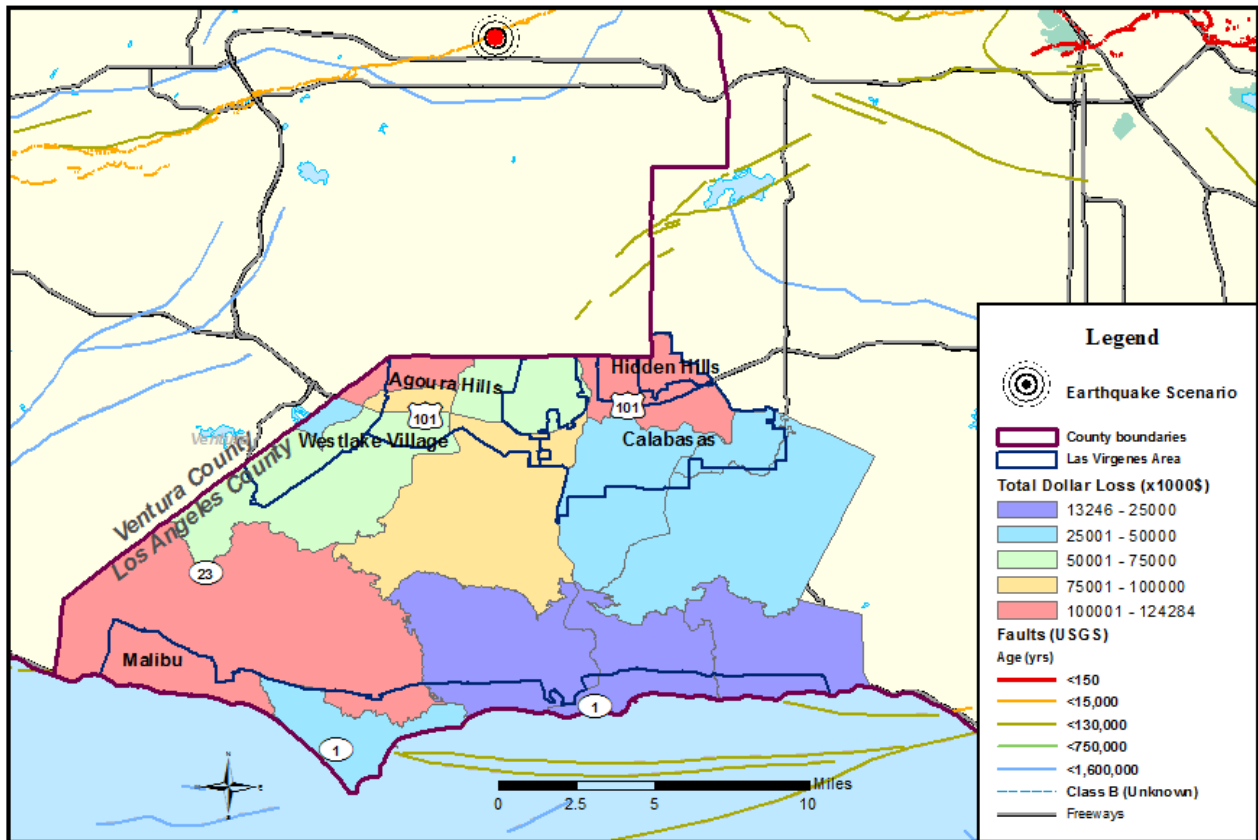 Agoura Hills
Hidden Hills
101
101
Westlake Village
Calabasas
Ventura County
Los Angeles County
23
Malibu
1
1
Miles
0 2.5 5 10
Legend
Earthquake Scenario
County boundaries
Las Virgenes Area
Total Dollar Loss (x1000$)
13246 - 25000
25001 - 50000
50001 - 75000
75001 - 100000
100001 - 124284
Faults (USGS)
Age (yrs)
<150
<15,000
<130,000
<750,000
<1,600,000
Class B (Unknown)
Freeways